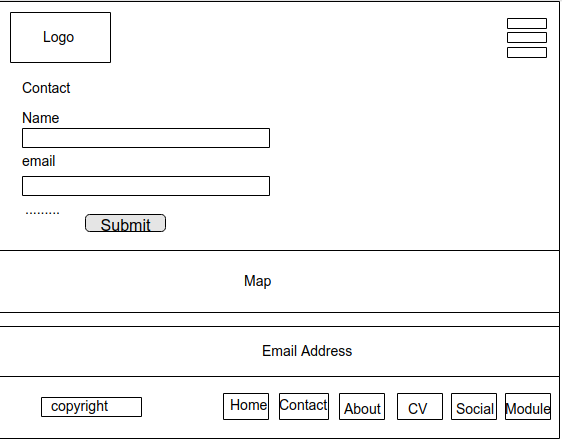 Logo
Contact
Name
email
.........
Submit
Map
Email Address
copyright Home Contact About CV Social Module